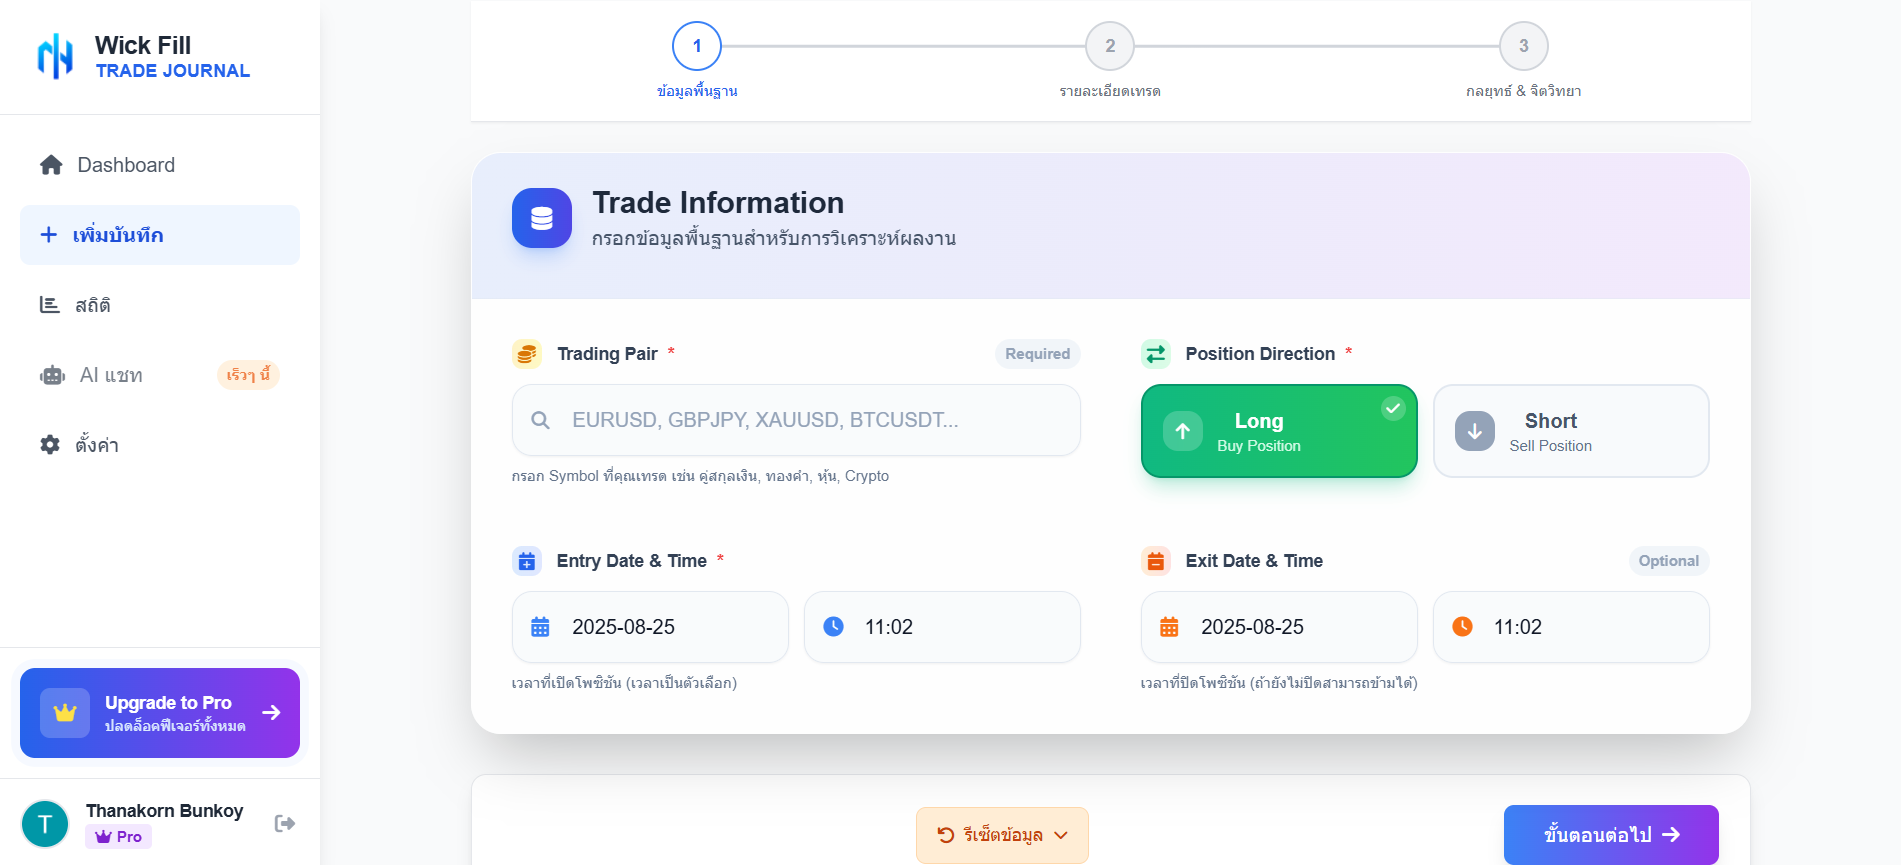 Wick Fill
TRADE JOURNAL
Dashboard
เพิ่มบันทึก
สถิติ
AI แชท
เร็วๆ นี้
ตั้งค่า
Upgrade to Pro
ปลดล็อคฟีเจอร์ทั้งหมด
T
Thanakorn Bunkoy
Pro
1
2
3
ข้อมูลพื้นฐาน
รายละเอียดเทรด
กลยุทธ์ & จิตวิทยา
Trade Information
กรอกข้อมูลพื้นฐานสำหรับการวิเคราะห์ผลงาน
Trading Pair *
Required
EURUSD, GBPJPY, XAUUSD, BTCUSDT...
กรอก Symbol ที่คุณเทรด เช่น คู่สกุลเงิน, ทองคำ, หุ้น, Crypto
Position Direction *
Long
Buy Position
Short
Sell Position
Entry Date & Time *
2025-08-25
11:02
เวลาที่เปิดโพซิชัน (เวลาเป็นตัวเลือก)
Exit Date & Time
Optional
2025-08-25
11:02
เวลาที่ปิดโพซิชัน (ถ้ายังไม่ปิดสามารถข้ามได้)
รีเซ็ตข้อมูล
ขั้นตอนต่อไป